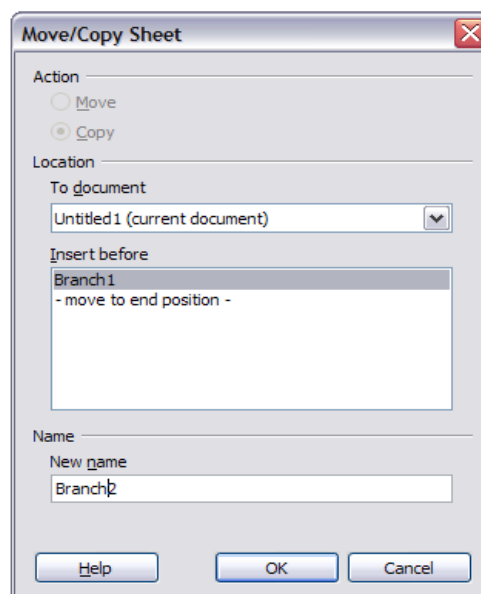 Move/Copy Sheet
Action
Move
Copy
Location
To document
Untitled1 (current document)
Insert before
Branch1
- move to end position -
Name
New name
Branch2
Help OK Cancel